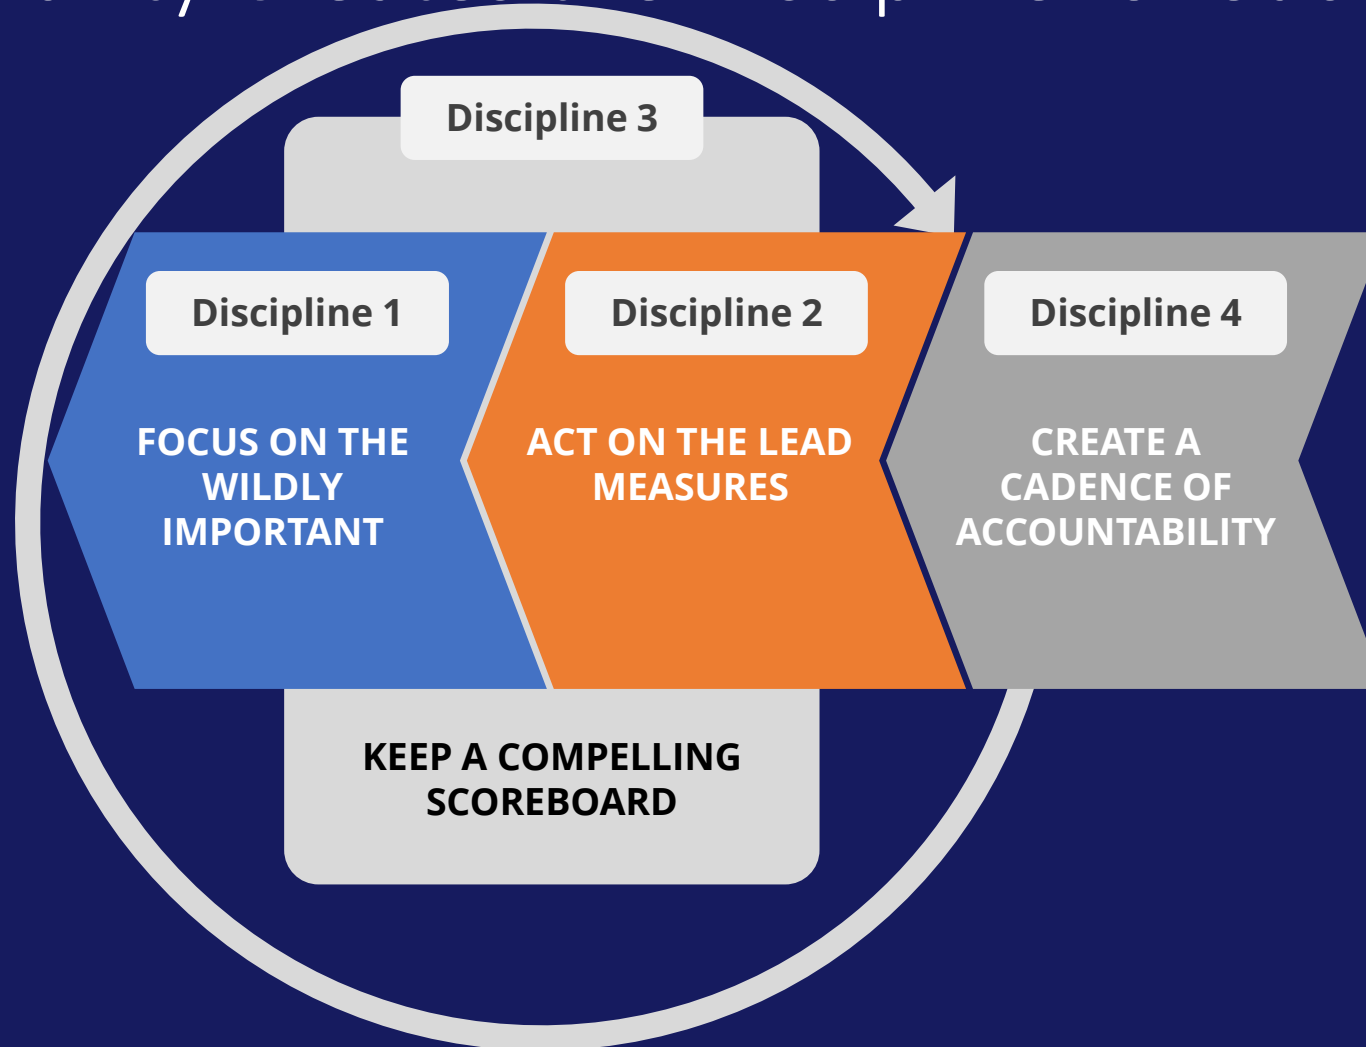 Discipline 3
Discipline 1
FOCUS ON THE
WILDLY
IMPORTANT
Discipline 2
ACT ON THE LEAD
MEASURES
Discipline 4
CREATE A
CADENCE OF
ACCOUNTABILITY
KEEP A COMPELLING
SCOREBOARD